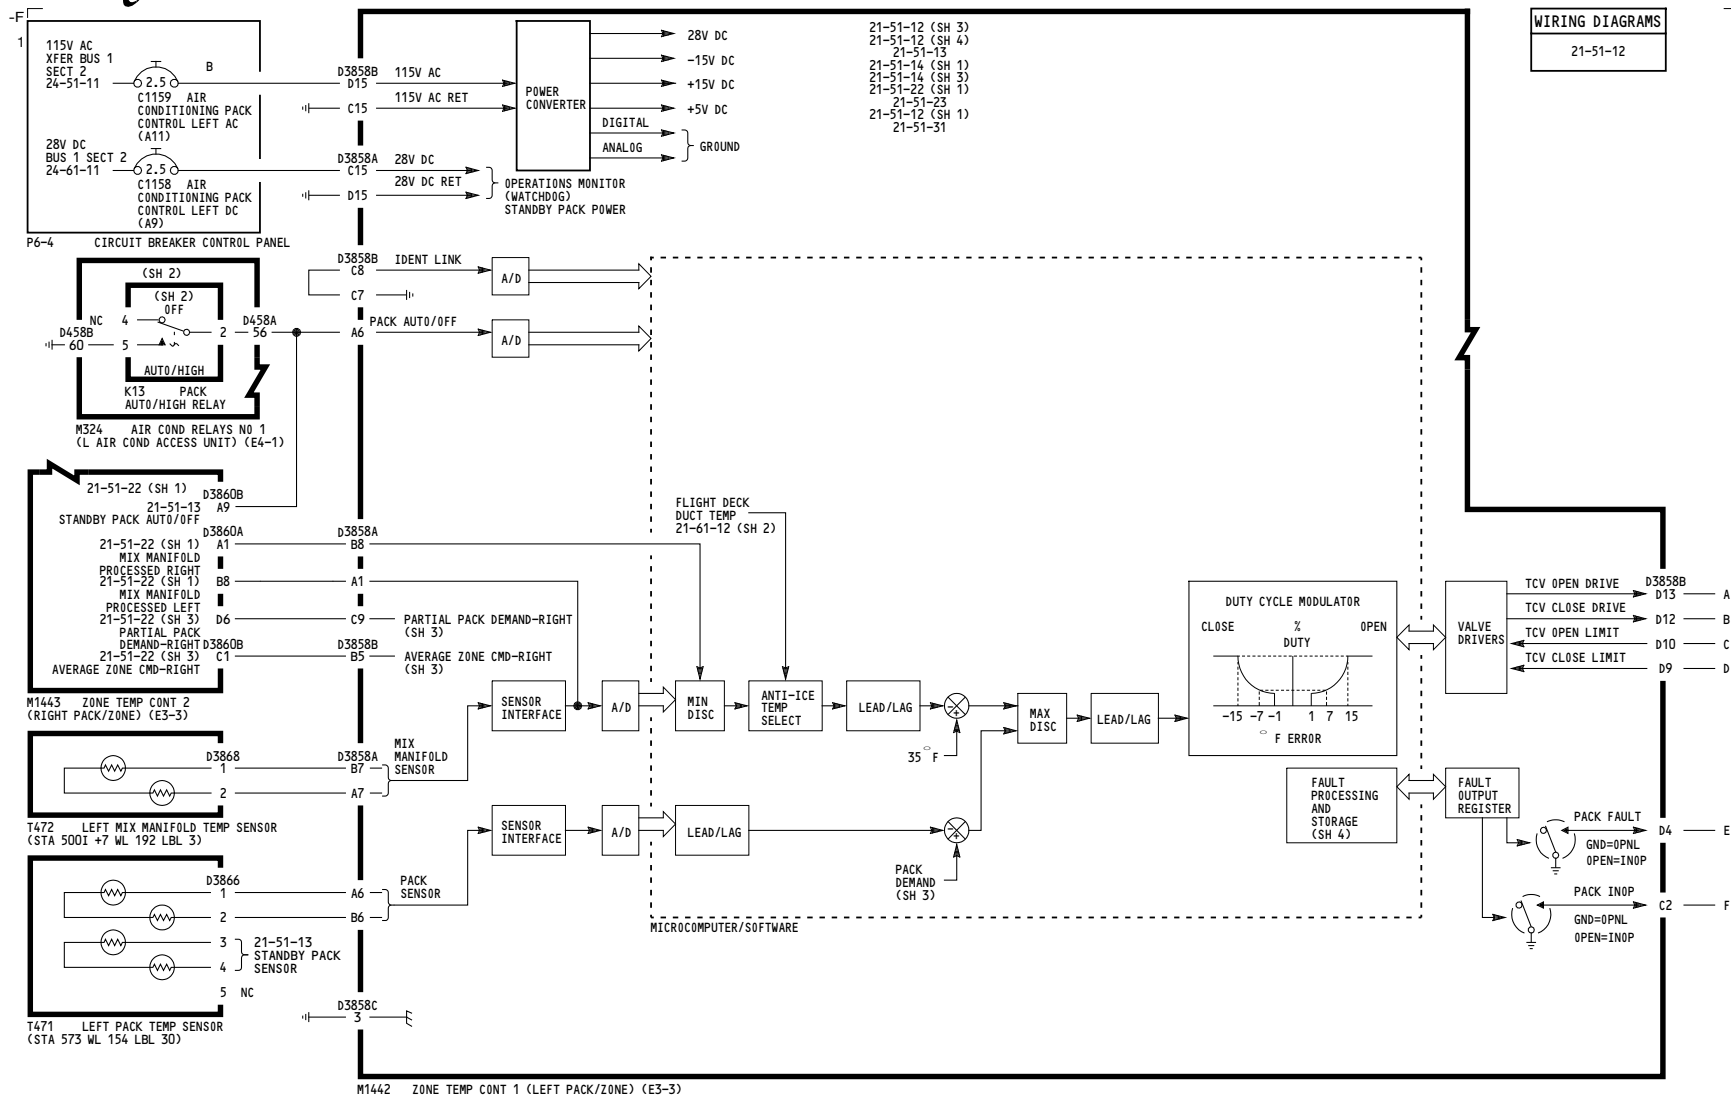 -F
1
115V AC
XFER BUS 1
SECT 2
24-51-11
2.5
B
C1159 AIR
CONDITIONING PACK
CONTROL LEFT AC
(A11)
28V DC
BUS 1 SECT 2
24-61-11
2.5
C1158 AIR
CONDITIONING PACK
CONTROL LEFT DC
(A9)
P6-4 CIRCUIT BREAKER CONTROL PANEL
D3858B
D15
115V AC
C15
115V AC RET
D3858A
C15
28V DC
D15
28V DC RET
OPERATIONS MONITOR
(WATCHDOG)
STANDBY PACK POWER
POWER
CONVERTER
28V DC
-15V DC
+15V DC
+5V DC
DIGITAL
ANALOG
GROUND
21-51-12 (SH 3)
21-51-12 (SH 4)
21-51-13
21-51-14 (SH 1)
21-51-14 (SH 3)
21-51-22 (SH 1)
21-51-23
21-51-12 (SH 1)
21-51-31
WIRING DIAGRAMS
21-51-12
(SH 2)
(SH 2)
OFF
NC
4
D458B
60
5
2
D458A
56
AUTO/HIGH
K13 PACK
AUTO/HIGH RELAY
M324 AIR COND RELAYS NO 1
(L AIR COND ACCESS UNIT) (E4-1)
D3858B
C8
IDENT LINK
A/D
C7
A6
PACK AUTO/OFF
A/D
21-51-22 (SH 1)
D3860B
21-51-13
A9
STANDBY PACK AUTO/OFF
D3860A
21-51-22 (SH 1)
A1
MIX MANIFOLD
PROCESSED RIGHT
21-51-22 (SH 1)
B8
MIX MANIFOLD
PROCESSED LEFT
21-51-22 (SH 3)
D6
PARTIAL PACK
DEMAND-RIGHT
D3860B
21-51-22 (SH 3)
C1
AVERAGE ZONE CMD-RIGHT
M1443 ZONE TEMP CONT 2
(RIGHT PACK/ZONE) (E3-3)
D3858A
B8
A1
C9
PARTIAL PACK DEMAND-RIGHT
(SH 3)
D3858B
B5
AVERAGE ZONE CMD-RIGHT
(SH 3)
FLIGHT DECK
DUCT TEMP
21-61-12 (SH 2)
SENSOR
INTERFACE
A/D
MIN
DISC
ANTI-ICE
TEMP
SELECT
LEAD/LAG
- +
35 °F
MAX
DISC
LEAD/LAG
DUTY CYCLE MODULATOR
CLOSE
%
DUTY
OPEN
-15 -7 -1 1 7 15
° F ERROR
VALVE
DRIVERS
TCV OPEN DRIVE
D3858B
D13
A
TCV CLOSE DRIVE
D12
B
TCV OPEN LIMIT
D10
C
TCV CLOSE LIMIT
D9
D
D3868
1
2
T472 LEFT MIX MANIFOLD TEMP SENSOR
(STA 500I +7 WL 192 LBL 3)
D3858A
B7
A7
MIX
MANIFOLD
SENSOR
SENSOR
INTERFACE
A/D
LEAD/LAG
- +
PACK
DEMAND
(SH 3)
FAULT
PROCESSING
AND
STORAGE
(SH 4)
FAULT
OUTPUT
REGISTER
PACK FAULT
D4
E
GND=OPNL
OPEN=INOP
PACK INOP
C2
F
GND=OPNL
OPEN=INOP
D3866
1
2
3
4
5 NC
21-51-13
STANDBY PACK
SENSOR
A6
B6
PACK
SENSOR
MICROCOMPUTER/SOFTWARE
T471 LEFT PACK TEMP SENSOR
(STA 573 WL 154 LBL 30)
D3858C
3
M1442 ZONE TEMP CONT 1 (LEFT PACK/ZONE) (E3-3)